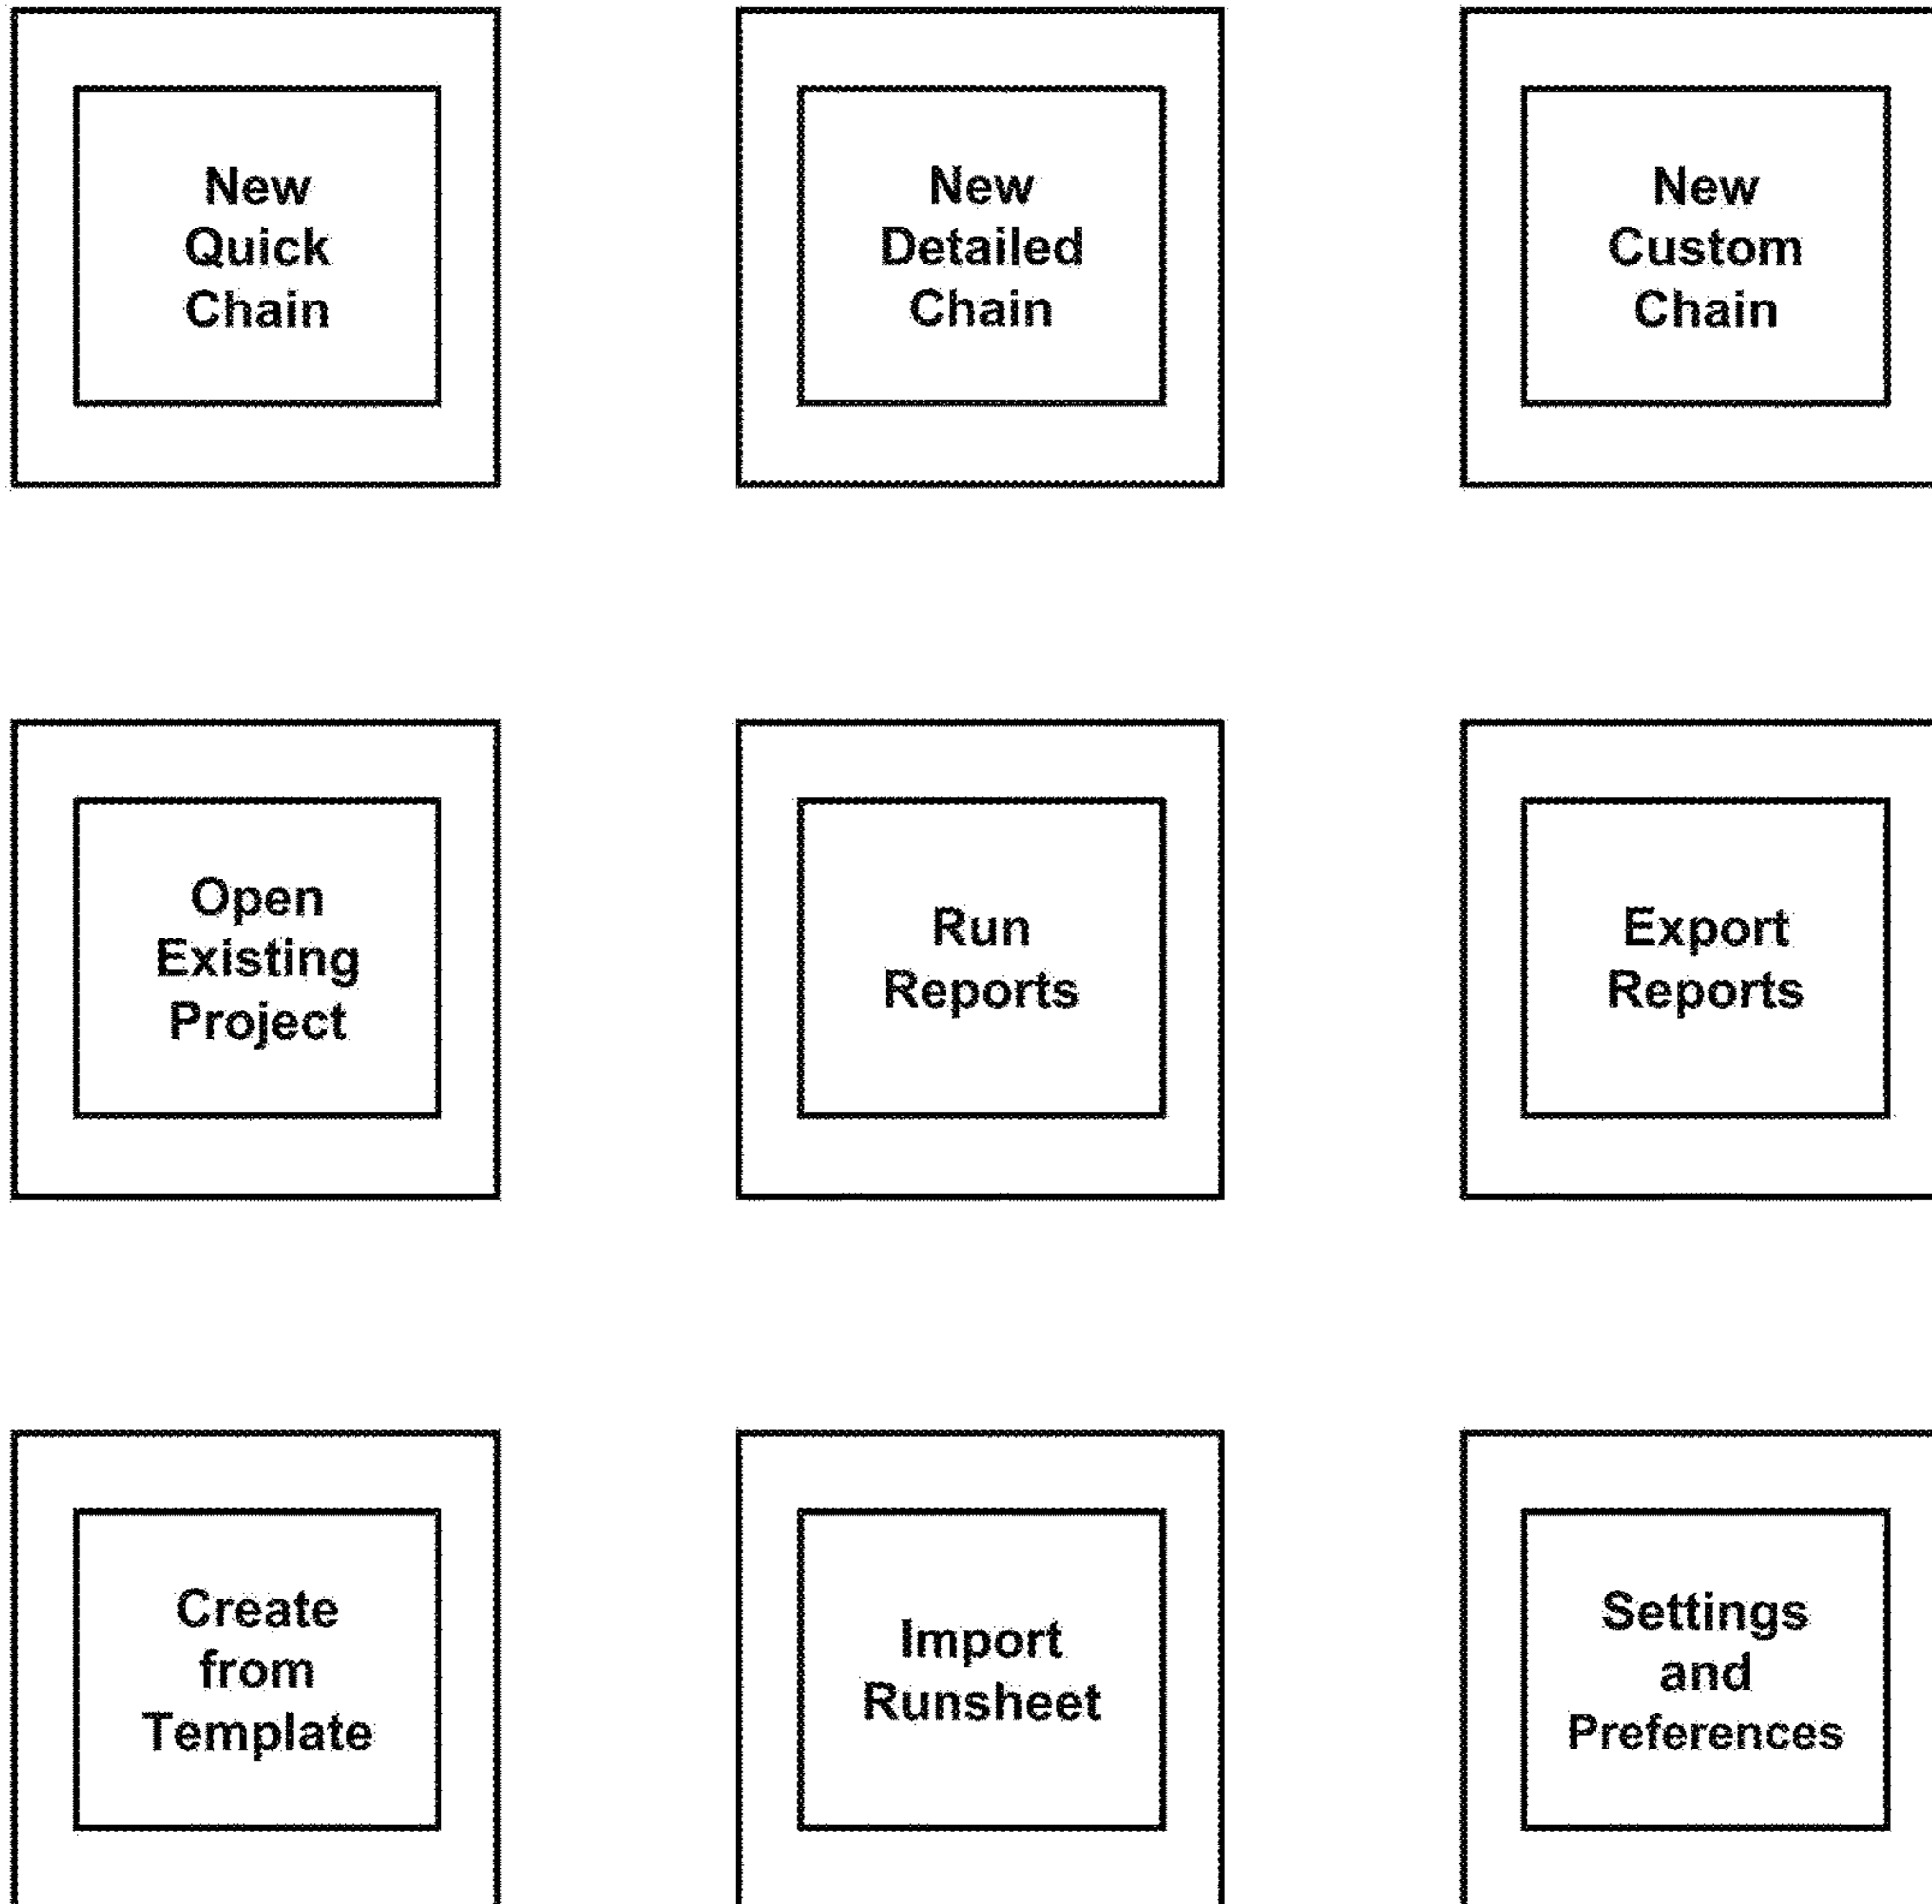 New
Quick
Chain
New
Detailed
Chain
New
Custom
Chain
Open
Existing
Project
Run
Reports
Export
Reports
Create
from
Template
Import
Runsheet
Settings
and
Preferences